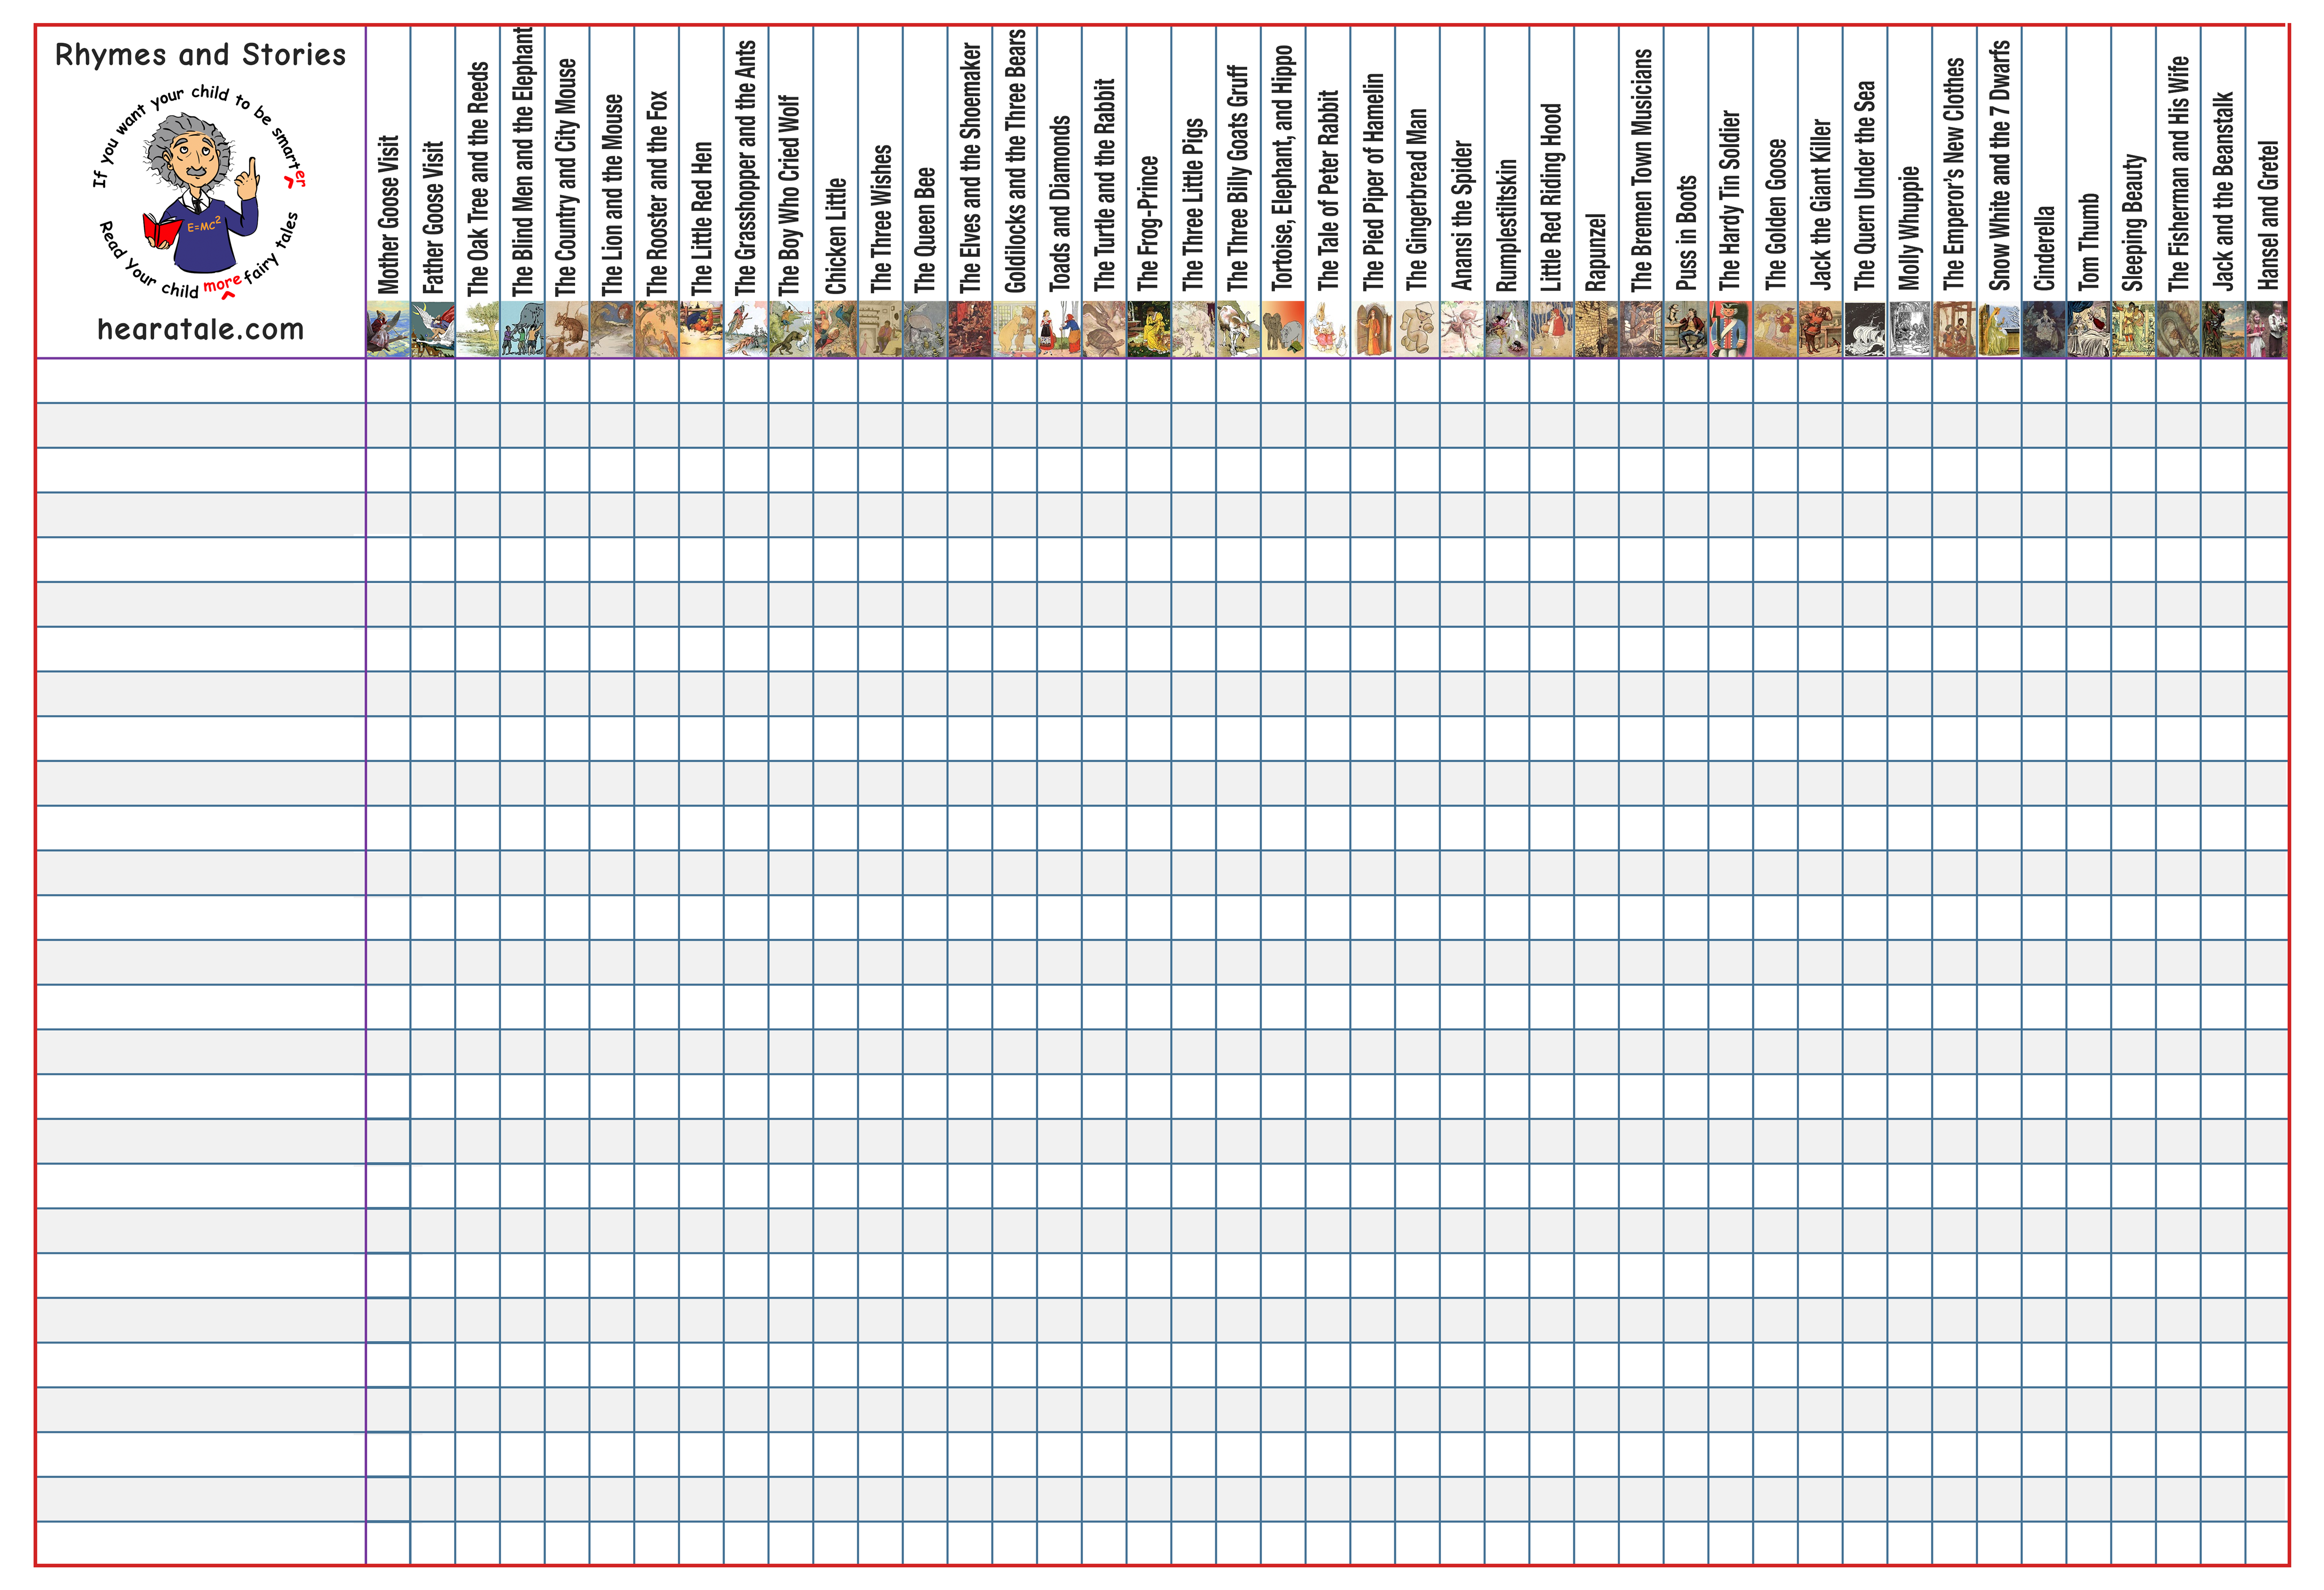 Rhymes and Stories
If you want your child to be smarter
Read Your child more fairy tales
E=MC2
hearatale.com
Mother Goose Visit
Father Goose Visit
The Oak Tree and the Reeds
The Blind Men and the Elephant
The Country and City Mouse
The Lion and the Mouse
The Rooster and the Fox
The Little Red Hen
The Grasshopper and the Ants
The Boy Who Cried Wolf
Chicken Little
The Three Wishes
The Queen Bee
The Elves and the Shoemaker
Goldilocks and the Three Bears
Toads and Diamonds
The Turtle and the Rabbit
The Frog-Prince
The Three Little Pigs
The Three Billy Goats Gruff
Tortoise, Elephant, and Hippo
The Tale of Peter Rabbit
The Pied Piper of Hamelin
The Gingerbread Man
Anansi the Spider
Rumplestiltskin
Little Red Riding Hood
Rapunzel
The Bremen Town Musicians
Puss in Boots
The Hardy Tin Soldier
The Golden Goose
Jack the Giant Killer
The Quern Under the Sea
Molly Whuppie
The Emperor's New Clothes
Snow White and the 7 Dwarfs
Cinderella
Tom Thumb
Sleeping Beauty
The Fisherman and His Wife
Jack and the Beanstalk
Hansel and Gretel